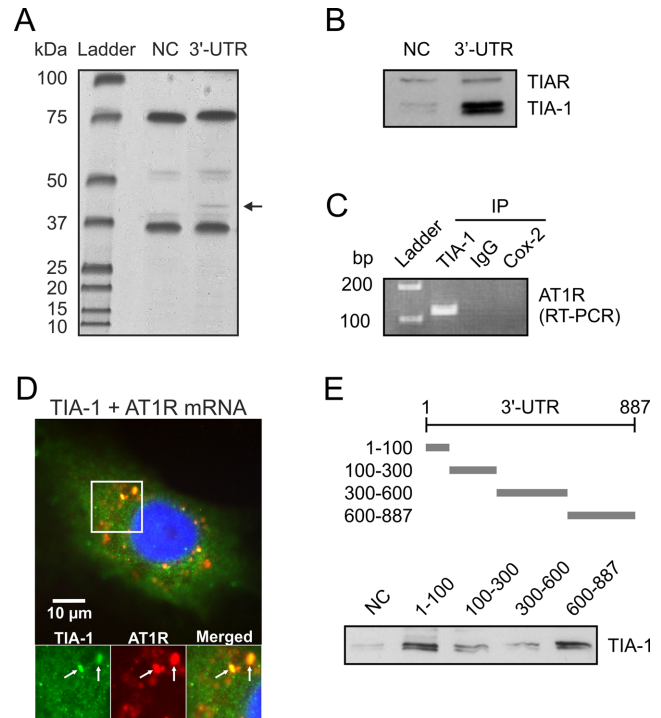 A
kDa Ladder NC 3'-UTR
100
75
50
37
25
20
15
10
B
NC 3'-UTR
TIAR
TIA-1
C
IP
bp Ladder TIA-1 IgG Cox-2
200
100
AT1R
(RT-PCR)
D
TIA-1 + AT1R mRNA
10 µm
TIA-1 AT1R Merged
E
1 3'-UTR 887
1-100
100-300
300-600
600-887
NC 1-100 100-300 300-600 600-887
TIA-1